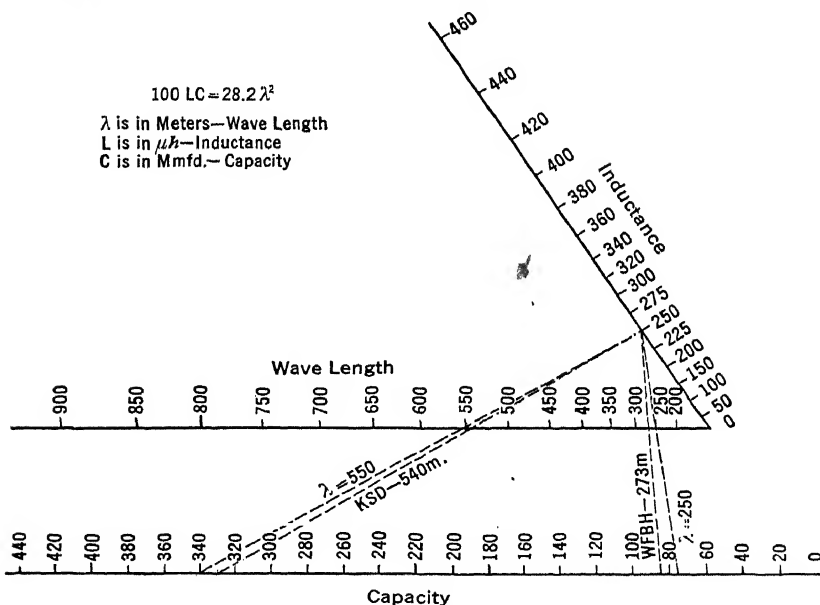 100 LC=28.2 λ²
λ is in Meters—Wave Length
L is in μh—Inductance
C is in Mmfd.—Capacity
460
440
420
400
380
360
340
320
300
275
250
225
200
150
100
50
0
Inductance
Wave Length
900 800 750 700 650 600 550 500 450 400 350 300 250 200
λ=550
KSD—540m.
WFBH—273m
λ=250
440 420 400 380 360 340 320 300 280 260 240 220 200 180 160 140 120 100 80 60 40 20 0
Capacity